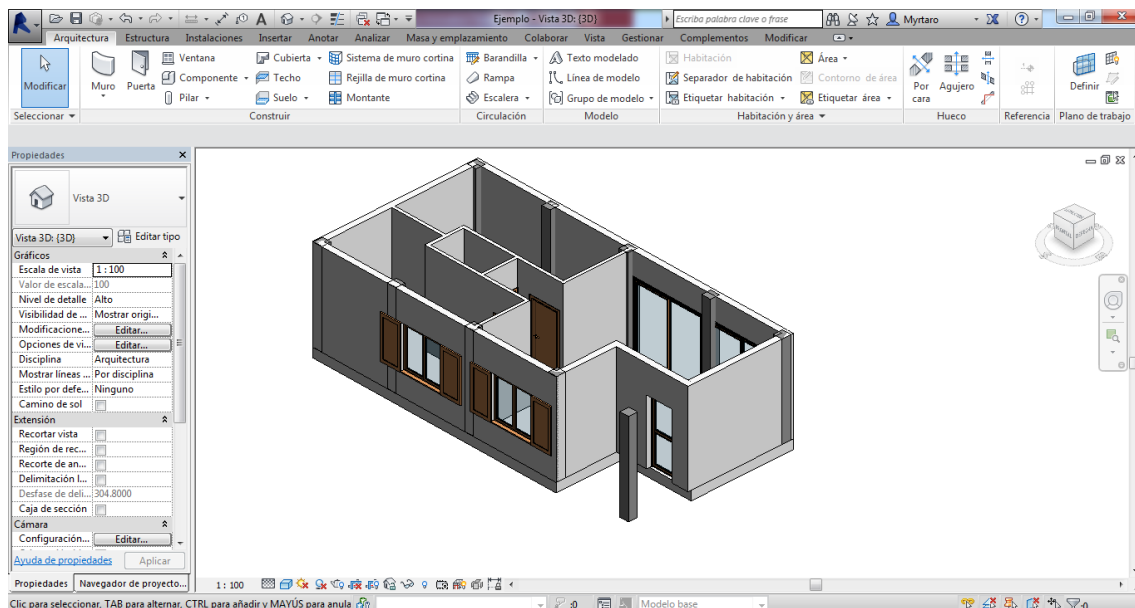 Ejemplo - Vista 3D: {3D}
Escriba palabra clave o frase
Myrtaro
Arquitectura Estructura Instalaciones Insertar Anotar Analizar Masa y emplazamiento Colaborar Vista Gestionar Complementos Modificar
Modificar
Muro
Puerta
Ventana
Componente
Pilar
Cubierta
Techo
Suelo
Sistema de muro cortina
Rejilla de muro cortina
Montante
Barandilla
Rampa
Escalera
Texto modelado
Línea de modelo
Grupo de modelo
Habitación
Separador de habitación
Etiquetar habitación
Área
Contorno de área
Etiquetar área
Por cara
Agujero
Definir
Seleccionar Construir Circulación Modelo Habitación y área Hueco Referencia Plano de trabajo
Propiedades
Vista 3D
Vista 3D: {3D} Editar tipo
Gráficos
Escala de vista 1 : 100
Valor de escala... 100
Nivel de detalle Alto
Visibilidad de ... Mostrar origi...
Modificacione... Editar...
Opciones de vi... Editar...
Disciplina Arquitectura
Mostrar líneas ... Por disciplina
Estilo por defe... Ninguno
Camino de sol
Extensión
Recortar vista
Región de rec...
Recorte de an...
Delimitación l...
Desfase de deli... 304.8000
Caja de sección
Cámara
Configuración... Editar...
Ayuda de propiedades Aplicar
Propiedades Navegador de proyecto...
1 : 100
Clic para seleccionar, TAB para alternar, CTRL para añadir y MAYÚS para anula
:0
Modelo base
:0